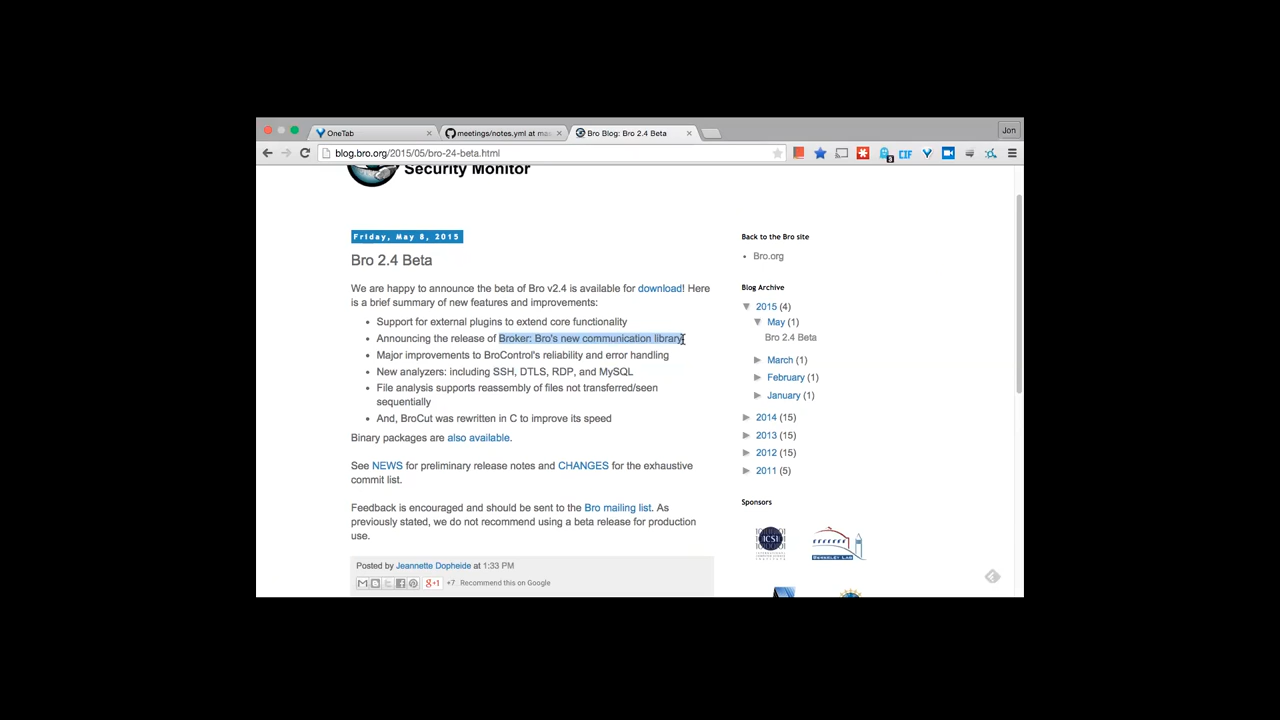 OneTab
meetings/notes.yml at mas
Bro Blog: Bro 2.4 Beta
Jon
blog.bro.org/2015/05/bro-24-beta.html
CIF
3
Security Monitor
Friday, May 8, 2015
Bro 2.4 Beta
We are happy to announce the beta of Bro v2.4 is available for download! Here
is a brief summary of new features and improvements:
• Support for external plugins to extend core functionality
• Announcing the release of Broker: Bro's new communication library
• Major improvements to BroControl's reliability and error handling
• New analyzers: including SSH, DTLS, RDP, and MySQL
• File analysis supports reassembly of files not transferred/seen
sequentially
• And, BroCut was rewritten in C to improve its speed
Binary packages are also available.
See NEWS for preliminary release notes and CHANGES for the exhaustive
commit list.
Feedback is encouraged and should be sent to the Bro mailing list. As
previously stated, we do not recommend using a beta release for production
use.
Posted by Jeannette Dopheide at 1:33 PM
g+1 +7 Recommend this on Google
Back to the Bro site
• Bro.org
Blog Archive
▼ 2015 (4)
▼ May (1)
Bro 2.4 Beta
► March (1)
► February (1)
► January (1)
► 2014 (15)
► 2013 (15)
► 2012 (15)
► 2011 (5)
Sponsors
ICSI
BERKELEY LAB